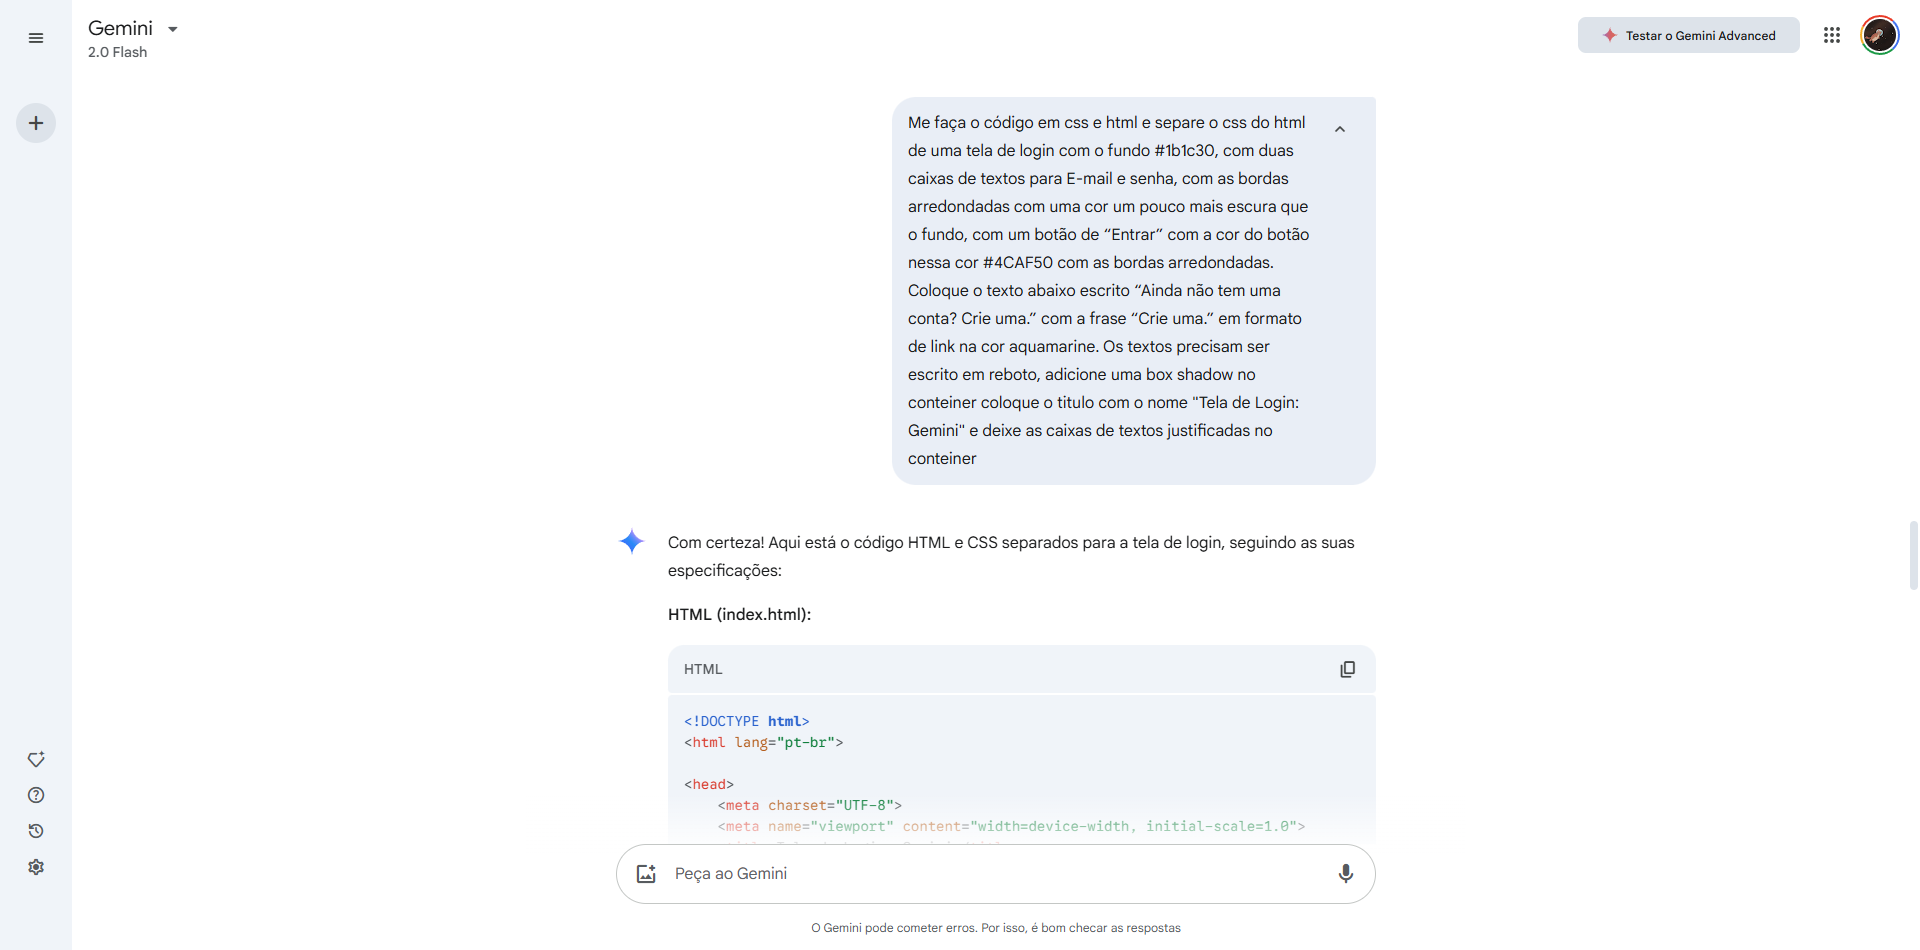 Gemini
2.0 Flash
Testar o Gemini Advanced
Me faça o código em css e html e separe o css do html
de uma tela de login com o fundo #1b1c30, com duas
caixas de textos para E-mail e senha, com as bordas
arredondadas com uma cor um pouco mais escura que
o fundo, com um botão de “Entrar” com a cor do botão
nessa cor #4CAF50 com as bordas arredondadas.
Coloque o texto abaixo escrito “Ainda não tem uma
conta? Crie uma.” com a frase “Crie uma.” em formato
de link na cor aquamarine. Os textos precisam ser
escrito em reboto, adicione uma box shadow no
conteiner coloque o titulo com o nome "Tela de Login:
Gemini" e deixe as caixas de textos justificadas no
conteiner
Com certeza! Aqui está o código HTML e CSS separados para a tela de login, seguindo as suas
especificações:
HTML (index.html):
HTML
<!DOCTYPE html>
<html lang="pt-br">
<head>
<meta charset="UTF-8">
<meta name="viewport" content="width=device-width, initial-scale=1.0">
Peça ao Gemini
O Gemini pode cometer erros. Por isso, é bom checar as respostas